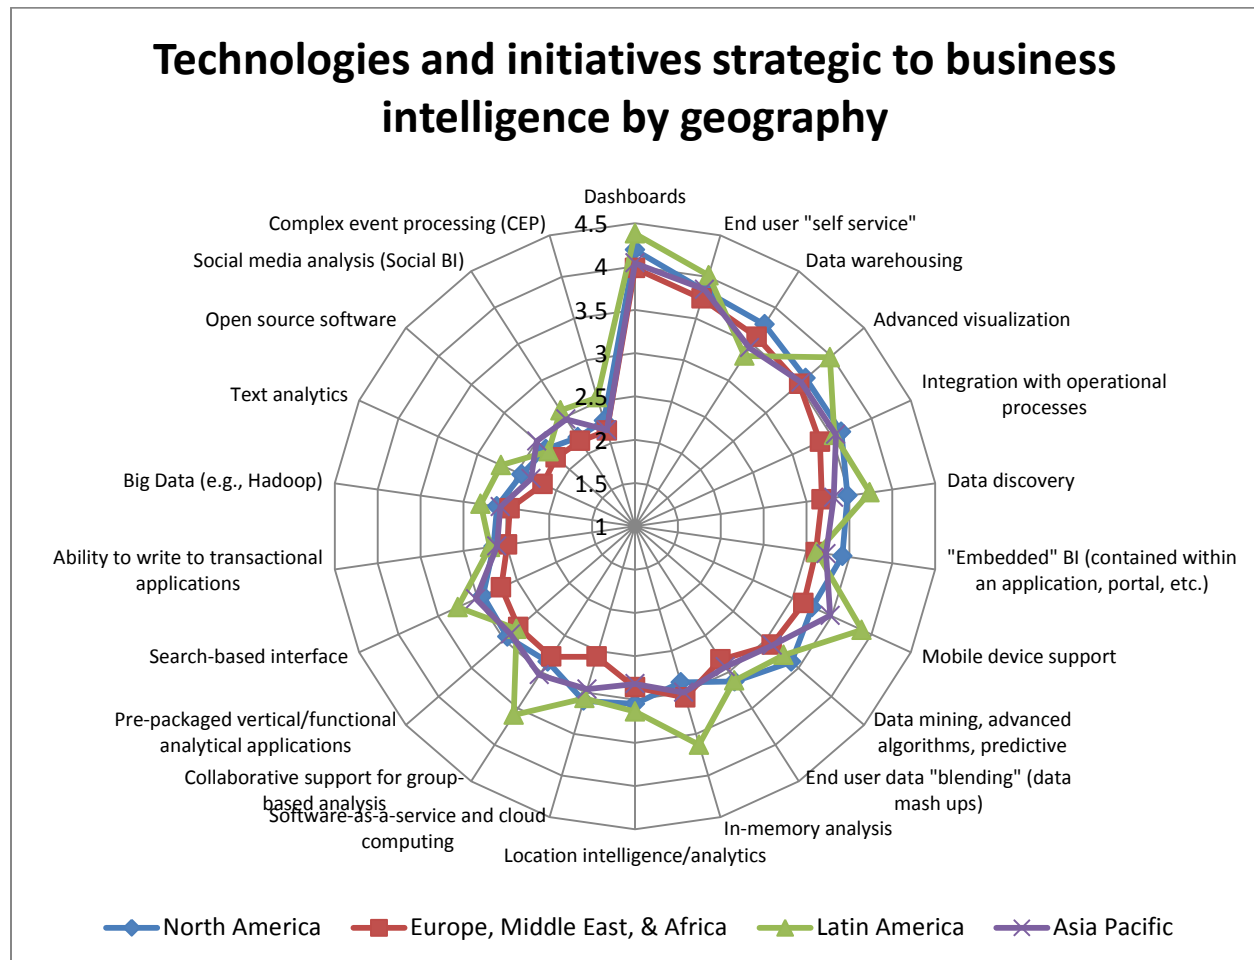 Technologies and initiatives strategic to business
intelligence by geography
Dashboards
End user "self service"
Data warehousing
Advanced visualization
Integration with operational
processes
Data discovery
"Embedded" BI (contained within
an application, portal, etc.)
Mobile device support
Data mining, advanced
algorithms, predictive
End user data "blending" (data
mash ups)
In-memory analysis
Location intelligence/analytics
Software-as-a-service and cloud
computing
Collaborative support for group-
based analysis
Pre-packaged vertical/functional
analytical applications
Search-based interface
Ability to write to transactional
applications
Big Data (e.g., Hadoop)
Text analytics
Open source software
Social media analysis (Social BI)
Complex event processing (CEP)
4.5
4
3.5
3
2.5
2
1.5
1
North America
Europe, Middle East, & Africa
Latin America
Asia Pacific